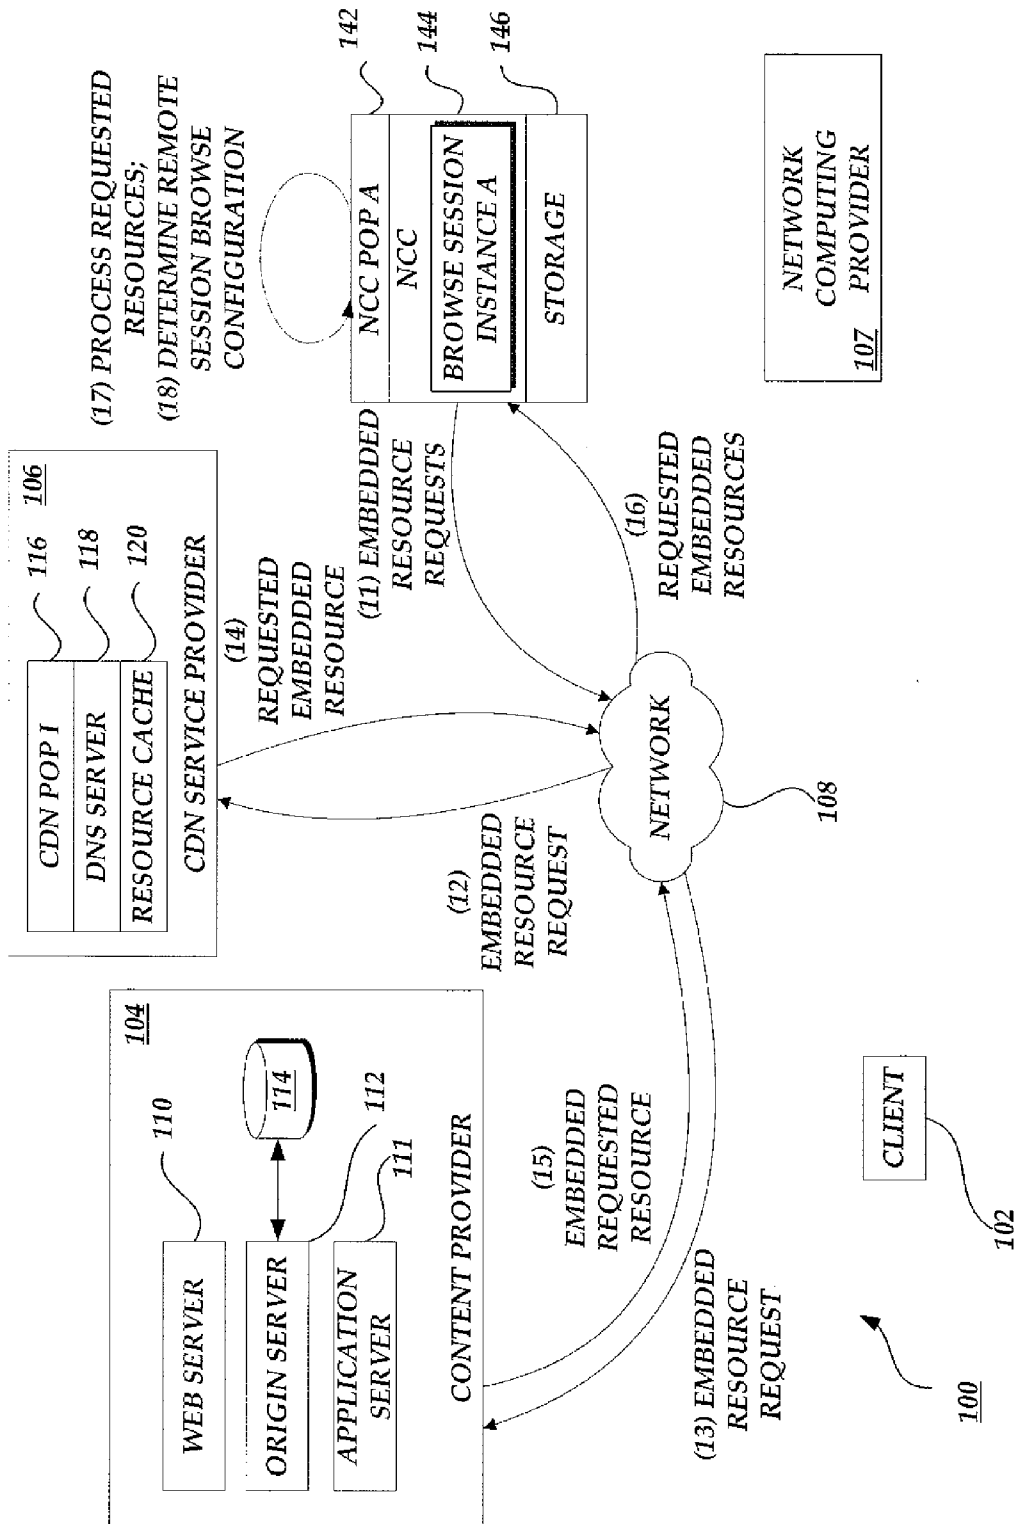 104
WEB SERVER
110
ORIGIN SERVER
114
112
APPLICATION
SERVER
111
CONTENT PROVIDER
106
CDN POP I
116
DNS SERVER
118
RESOURCE CACHE
120
CDN SERVICE PROVIDER
(17) PROCESS REQUESTED
RESOURCES;
(18) DETERMINE REMOTE
SESSION BROWSE
CONFIGURATION
NCC POP A
142
NCC
144
BROWSE SESSION
INSTANCE A
STORAGE
146
(14)
REQUESTED
EMBEDDED
RESOURCE
(11) EMBEDDED
RESOURCE
REQUESTS
(12)
EMBEDDED
RESOURCE
REQUEST
(16)
REQUESTED
EMBEDDED
RESOURCES
NETWORK
108
(15)
EMBEDDED
REQUESTED
RESOURCE
(13) EMBEDDED
RESOURCE
REQUEST
NETWORK
COMPUTING
PROVIDER
107
CLIENT
102
100